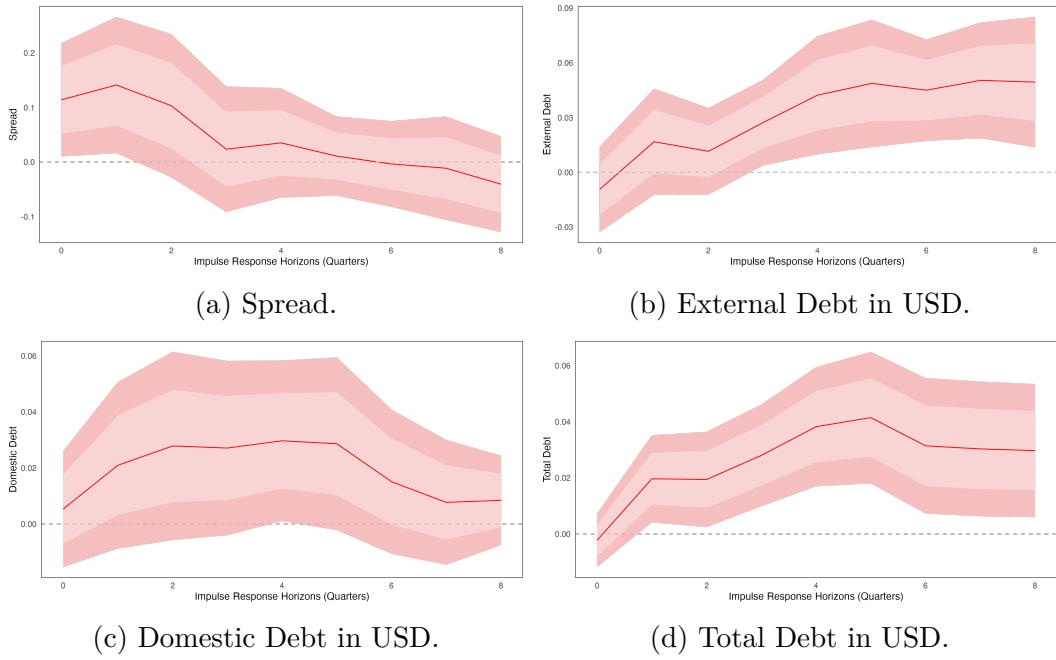 0.2
0.1
0.0
-0.1
Spread
0 2 4 6 8
Impulse Response Horizons (Quarters)
(a) Spread.
0.09
0.06
0.03
0.00
-0.03
External Debt
0 2 4 6 8
Impulse Response Horizons (Quarters)
(b) External Debt in USD.
0.06
0.04
0.02
0.00
Domestic Debt
0 2 4 6 8
Impulse Response Horizons (Quarters)
(c) Domestic Debt in USD.
0.06
0.04
0.02
0.00
Total Debt
0 2 4 6 8
Impulse Response Horizons (Quarters)
(d) Total Debt in USD.